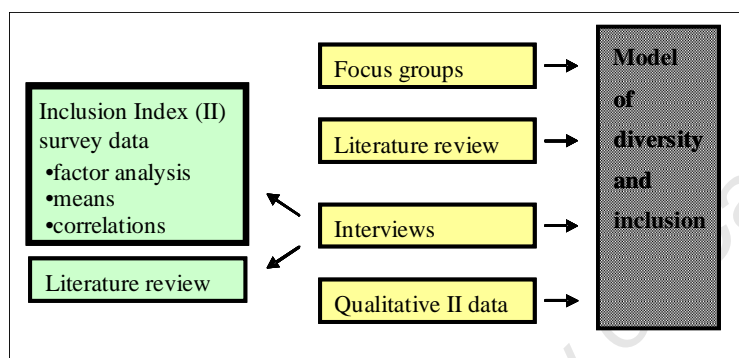 Inclusion Index (II)
survey data
•factor analysis
•means
•correlations
Literature review
Focus groups
Literature review
Interviews
Qualitative II data
Model
of
diversity
and
inclusion